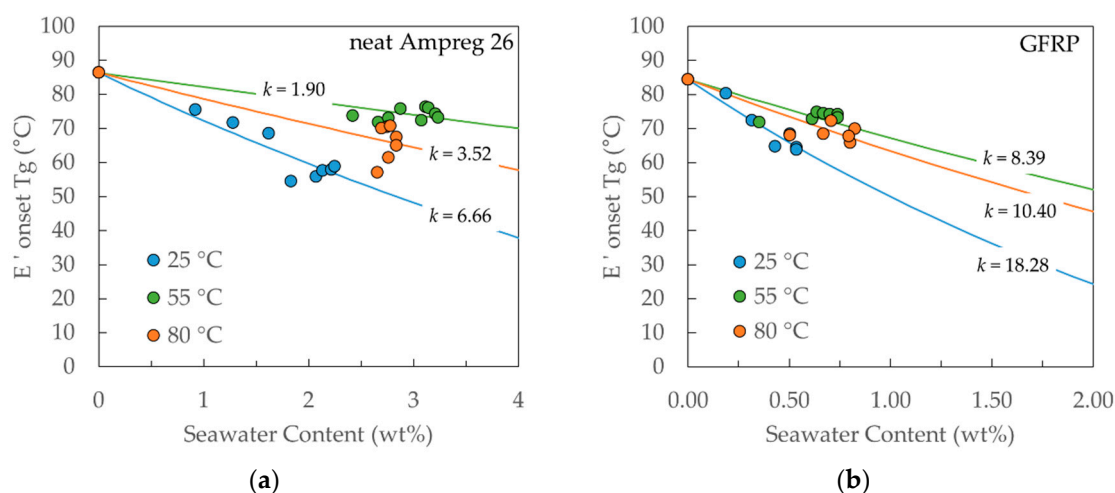 neat Ampreg 26
E ' onset Tg (°C)
100
90
80
70
60
50
40
30
20
10
0
k = 1.90
k = 3.52
k = 6.66
25 °C
55 °C
80 °C
0
1
2
3
4
Seawater Content (wt%)
(a)
GFRP
E ' onset Tg (°C)
100
90
80
70
60
50
40
30
20
10
0
k = 8.39
k = 10.40
k = 18.28
25 °C
55 °C
80 °C
0.00
0.50
1.00
1.50
2.00
Seawater Content (wt%)
(b)